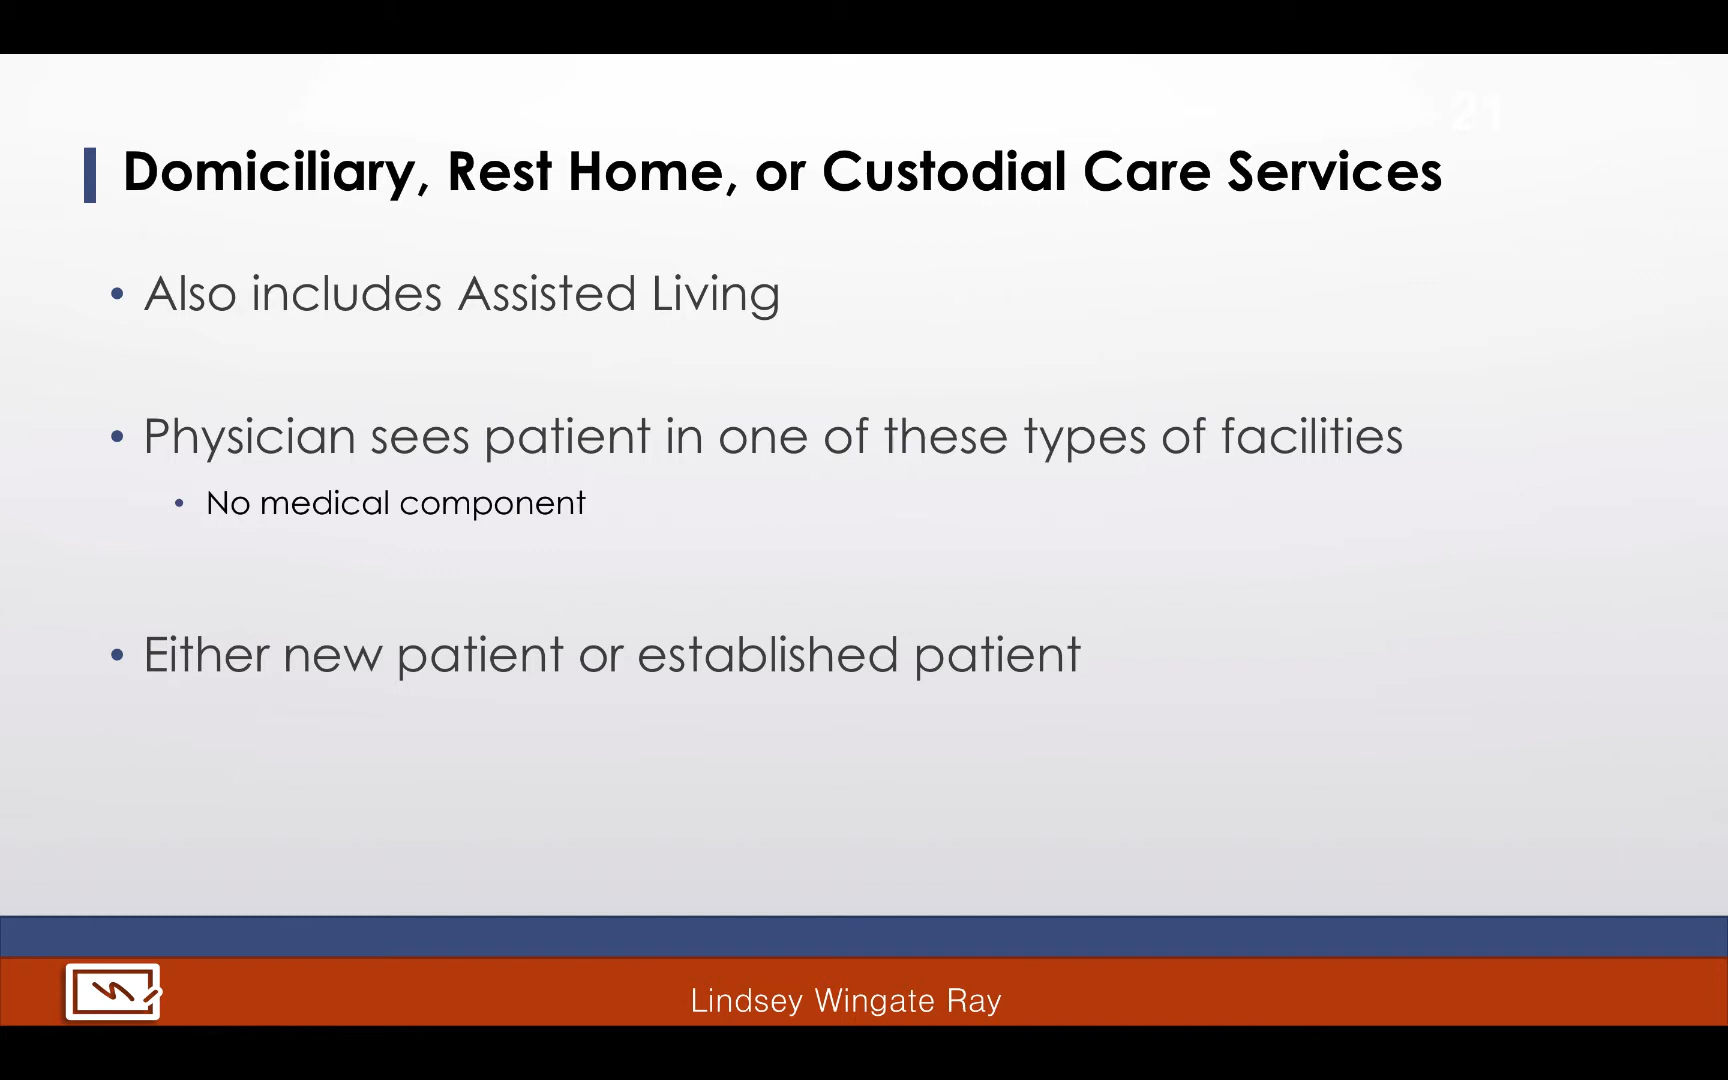 21
Domiciliary, Rest Home, or Custodial Care Services
• Also includes Assisted Living
• Physician sees patient in one of these types of facilities
• No medical component
• Either new patient or established patient
Lindsey Wingate Ray